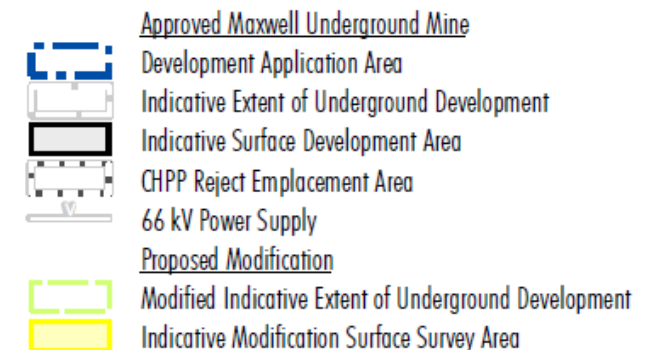 Approved Maxwell Underground Mine
Development Application Area
Indicative Extent of Underground Development
Indicative Surface Development Area
CHPP Reject Emplacement Area
V
66 kV Power Supply
Proposed Modification
Modified Indicative Extent of Underground Development
Indicative Modification Surface Survey Area